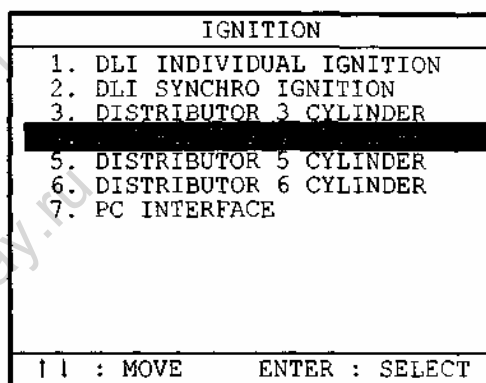 IGNITION
1. DLI INDIVIDUAL IGNITION
2. DLI SYNCHRO IGNITION
3. DISTRIBUTOR 3 CYLINDER
5. DISTRIBUTOR 5 CYLINDER
6. DISTRIBUTOR 6 CYLINDER
7. PC INTERFACE
↑↓ : MOVE ENTER : SELECT